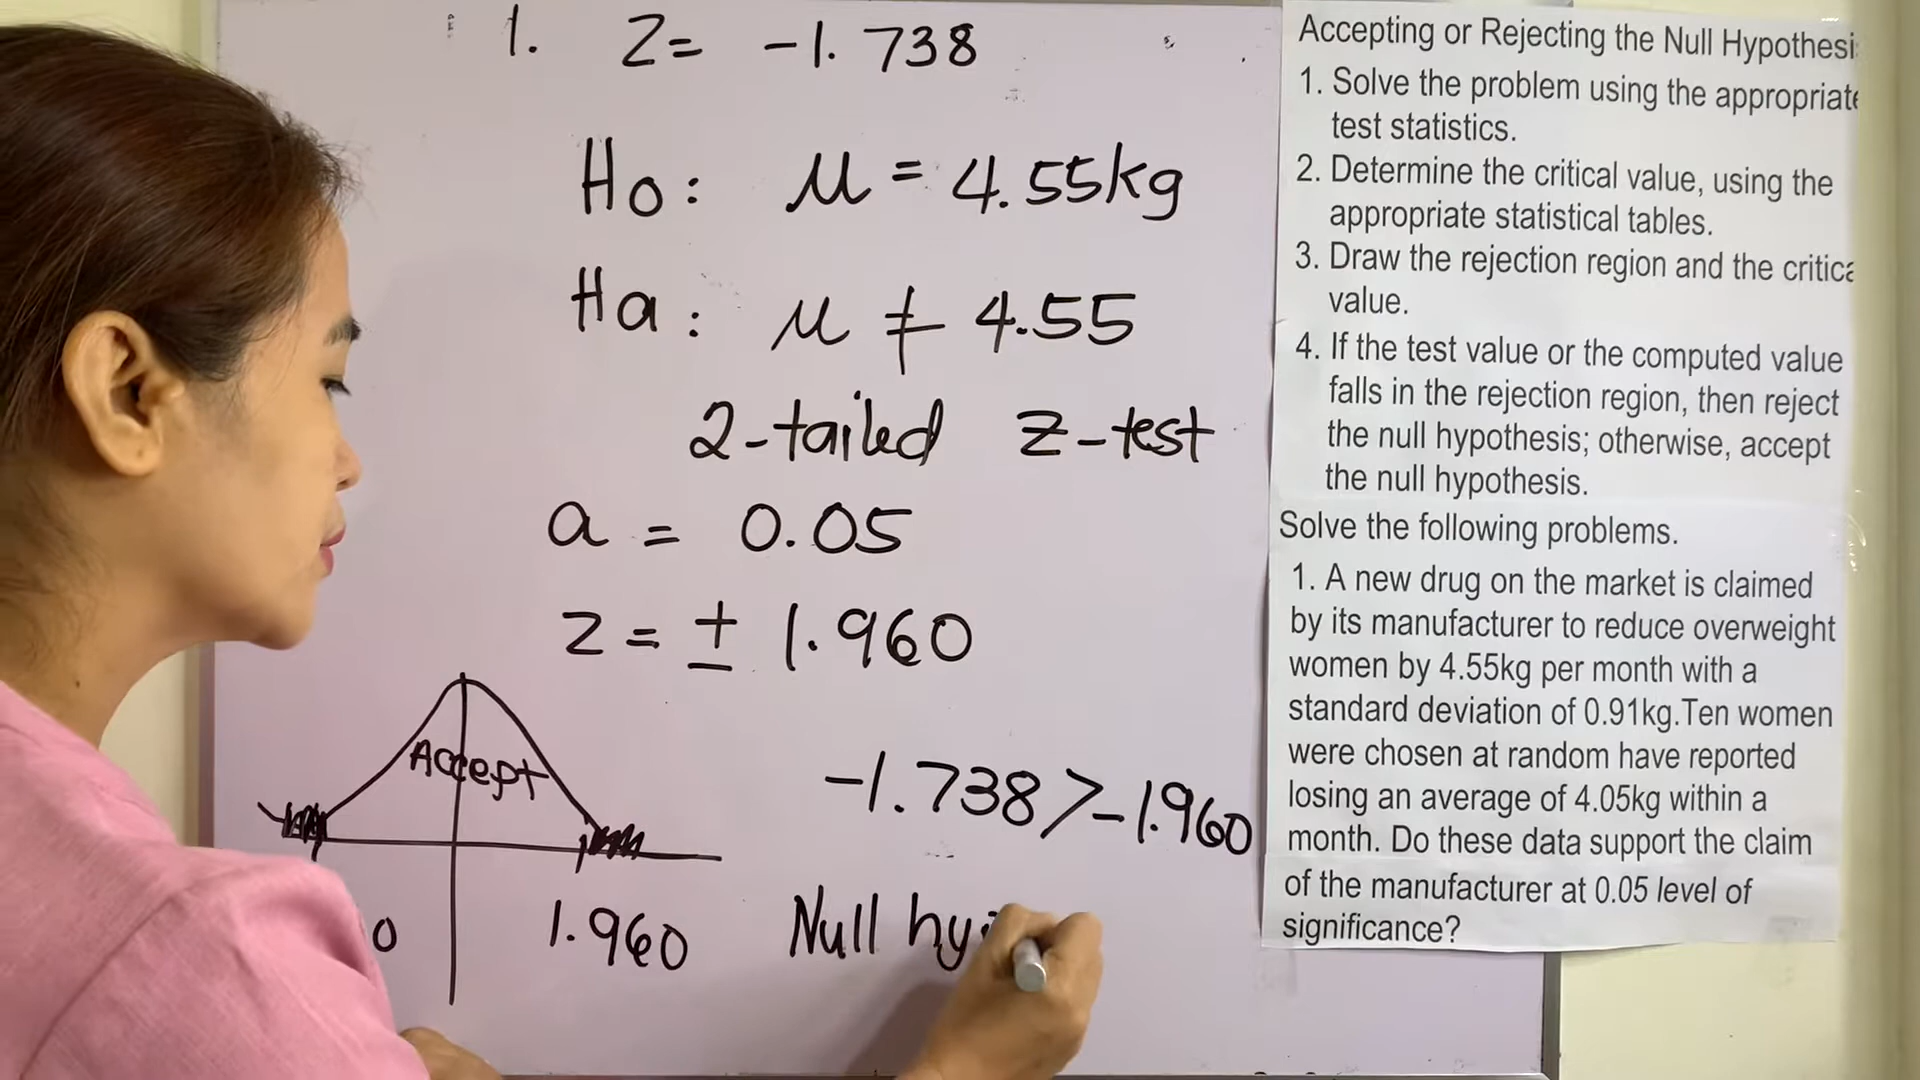 1. Z= -1.738
Ho: μ = 4.55kg
Ha: μ ≠ 4.55
2-tailed z-test
a = 0.05
z = ± 1.960
Accept
-1.738 > -1.960
0 1.960
Null hy
Accepting or Rejecting the Null Hypothesi
1. Solve the problem using the appropriate
test statistics.
2. Determine the critical value, using the
appropriate statistical tables.
3. Draw the rejection region and the critica
value.
4. If the test value or the computed value
falls in the rejection region, then reject
the null hypothesis; otherwise, accept
the null hypothesis.
Solve the following problems.
1. A new drug on the market is claimed
by its manufacturer to reduce overweight
women by 4.55kg per month with a
standard deviation of 0.91kg.Ten women
were chosen at random have reported
losing an average of 4.05kg within a
month. Do these data support the claim
of the manufacturer at 0.05 level of
significance?